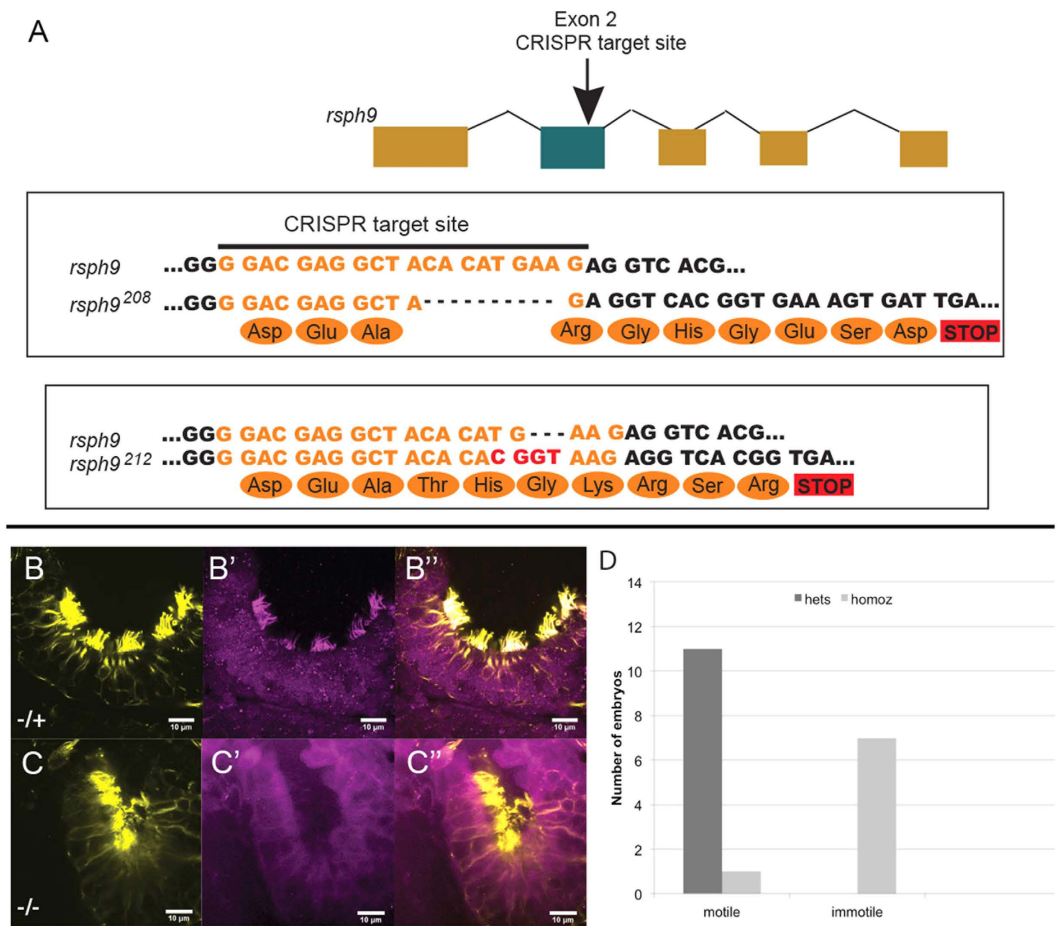 A
Exon 2
CRISPR target site
rsph9
CRISPR target site
rsph9 ...GGG GAC GAG GCT ACA CAT GAA GAG GTC ACG...
rsph9 208 ...GGG GAC GAG GCT A---------- GA GGT CAC GGT GAA AGT GAT TGA...
Asp Glu Ala Arg Gly His Gly Glu Ser Asp STOP
rsph9 ...GGG GAC GAG GCT ACA CAT G--- AA GAG GTC ACG...
rsph9 212 ...GGG GAC GAG GCT ACA CAC GGT AAG AGG TCA CGG TGA...
Asp Glu Ala Thr His Gly Lys Arg Ser Arg STOP
B B' B'' D
-/+ 10 µm 10 µm 10 µm
C C' C''
-/- 10 µm 10 µm 10 µm
Number of embryos
14
12
10
8
6
4
2
0
hets homoz
motile immotile